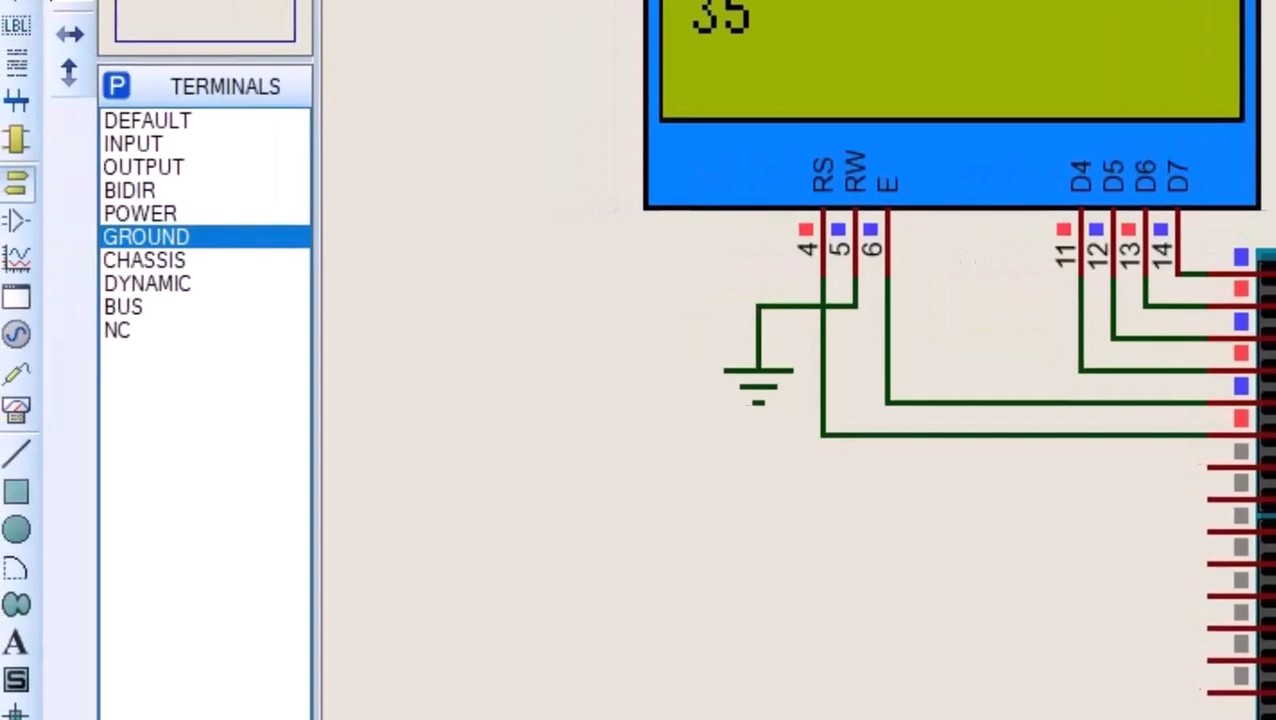 LBL
35
P TERMINALS
DEFAULT
INPUT
OUTPUT
BIDIR
POWER
GROUND
CHASSIS
DYNAMIC
BUS
NC
RS RW E D4 D5 D6 D7
4 5 6 11 12 13 14
A
S